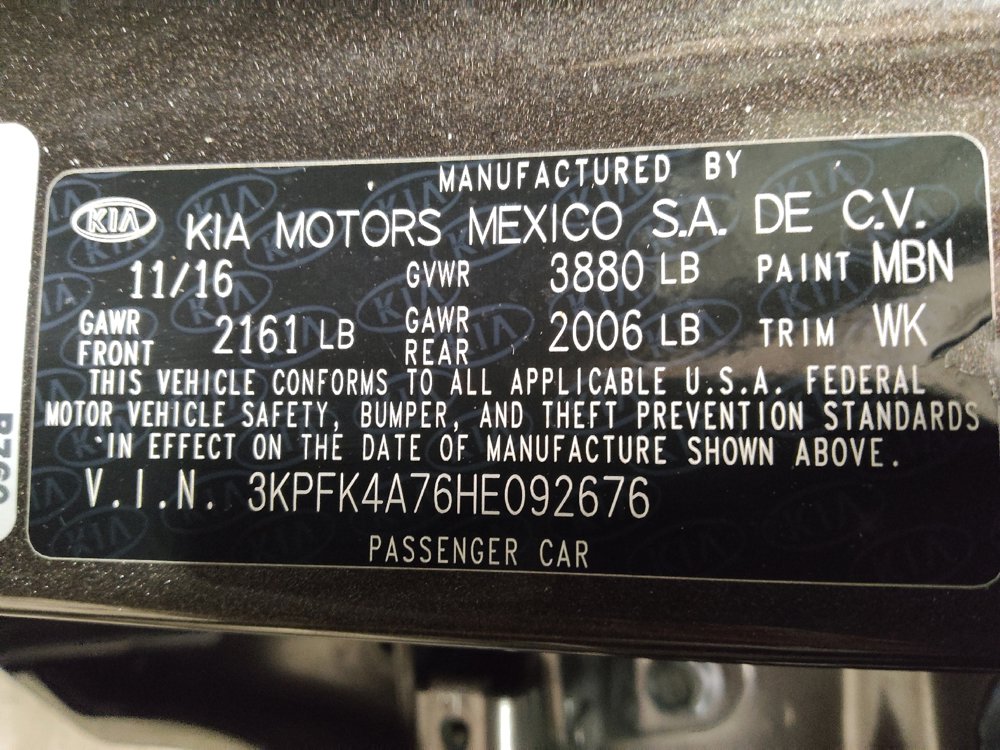 MANUFACTURED BY
KIA KIA MOTORS MEXICO S.A. DE C.V.
11/16 GVWR 3880 LB PAINT MBN
GAWR FRONT 2161 LB GAWR REAR 2006 LB TRIM WK
THIS VEHICLE CONFORMS TO ALL APPLICABLE U.S.A. FEDERAL
MOTOR VEHICLE SAFETY, BUMPER, AND THEFT PREVENTION STANDARDS
IN EFFECT ON THE DATE OF MANUFACTURE SHOWN ABOVE.
V.I.N. 3KPFK4A76HE092676
PASSENGER CAR